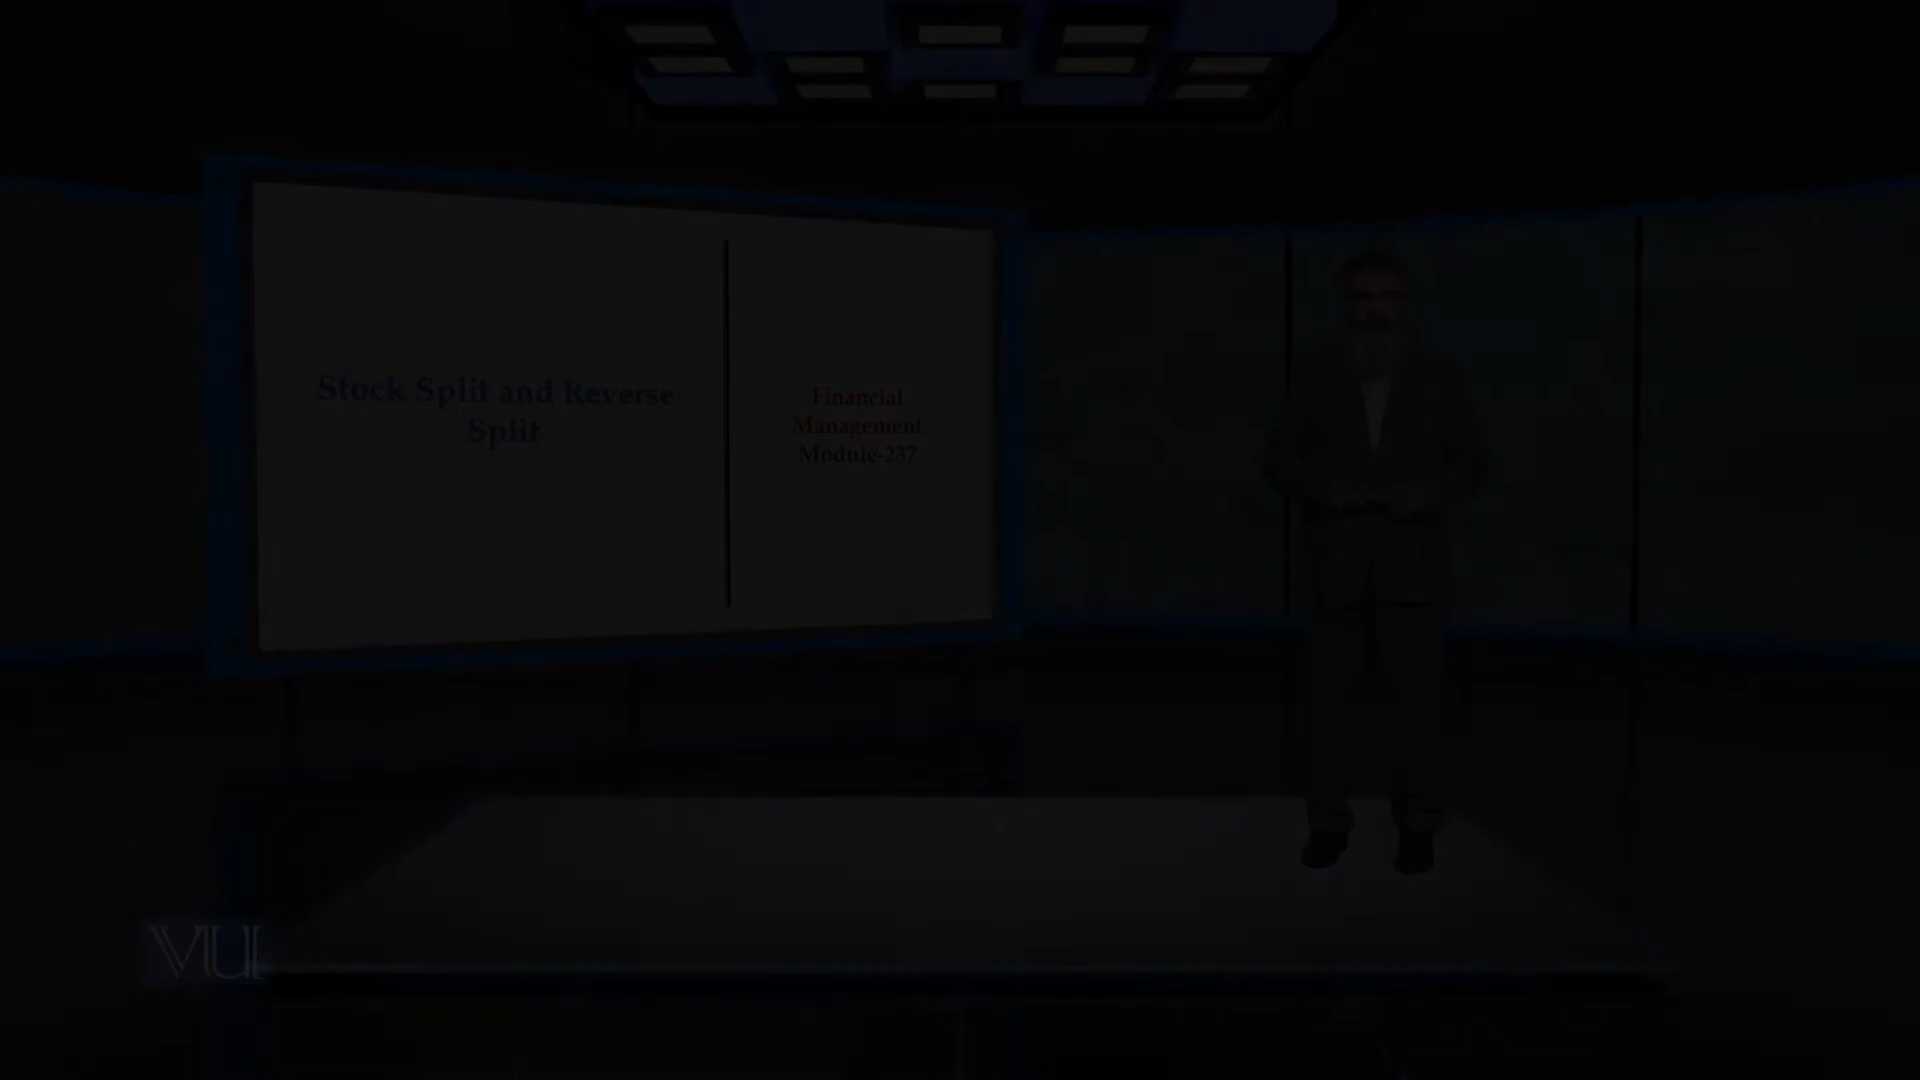 Stock Split and Reverse
Split
Financial
Management
Module-237
VU